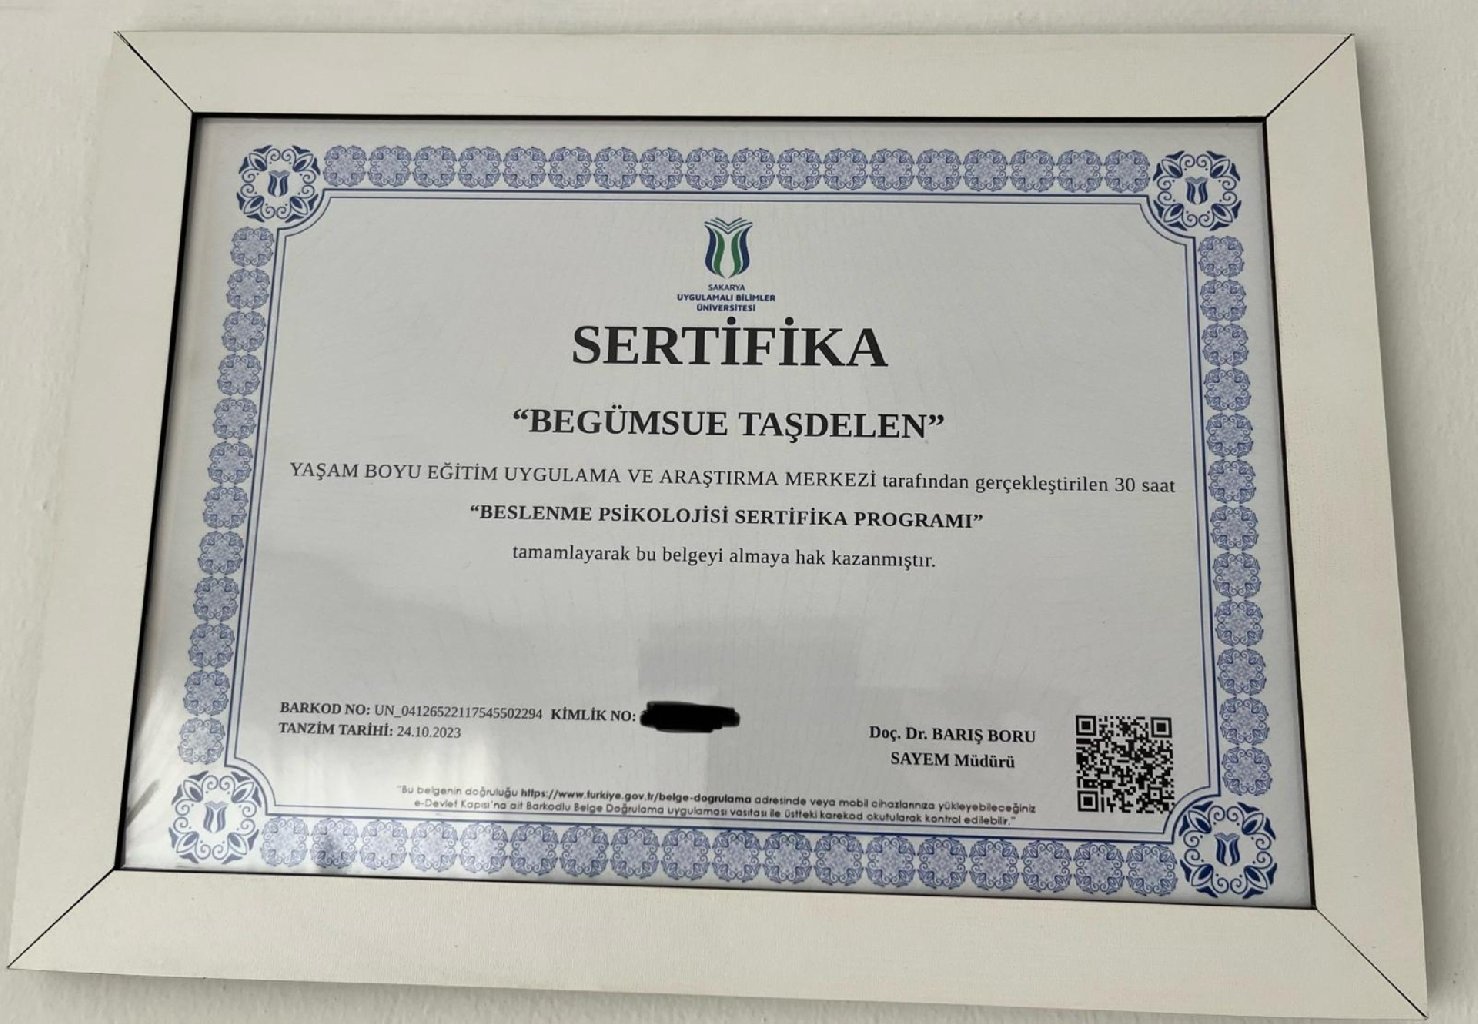 SAKARYA
UYGULAMALI BİLİMLER
ÜNİVERSİTESİ
SERTİFİKA
“BEGÜMSUE TAŞDELEN”
YAŞAM BOYU EĞİTİM UYGULAMA VE ARAŞTIRMA MERKEZİ tarafından gerçekleştirilen 30 saat
“BESLENME PSİKOLOJİSİ SERTİFİKA PROGRAMI”
tamamlayarak bu belgeyi almaya hak kazanmıştır.
BARKOD NO: UN_04126522117545502294 KİMLİK NO:
TANZİM TARİHİ: 24.10.2023
Doç. Dr. BARIŞ BORU
SAYEM Müdürü
"Bu belgenin doğruluğu https://www.turkiye.gov.tr/belge-dogrulama adresinde veya mobil cihazlarınıza yükleyebileceğiniz
e-Devlet Kapısı'na ait Barkodlu Belge Doğrulama uygulaması vasıtası ile üstteki karekod okutularak kontrol edilebilir."